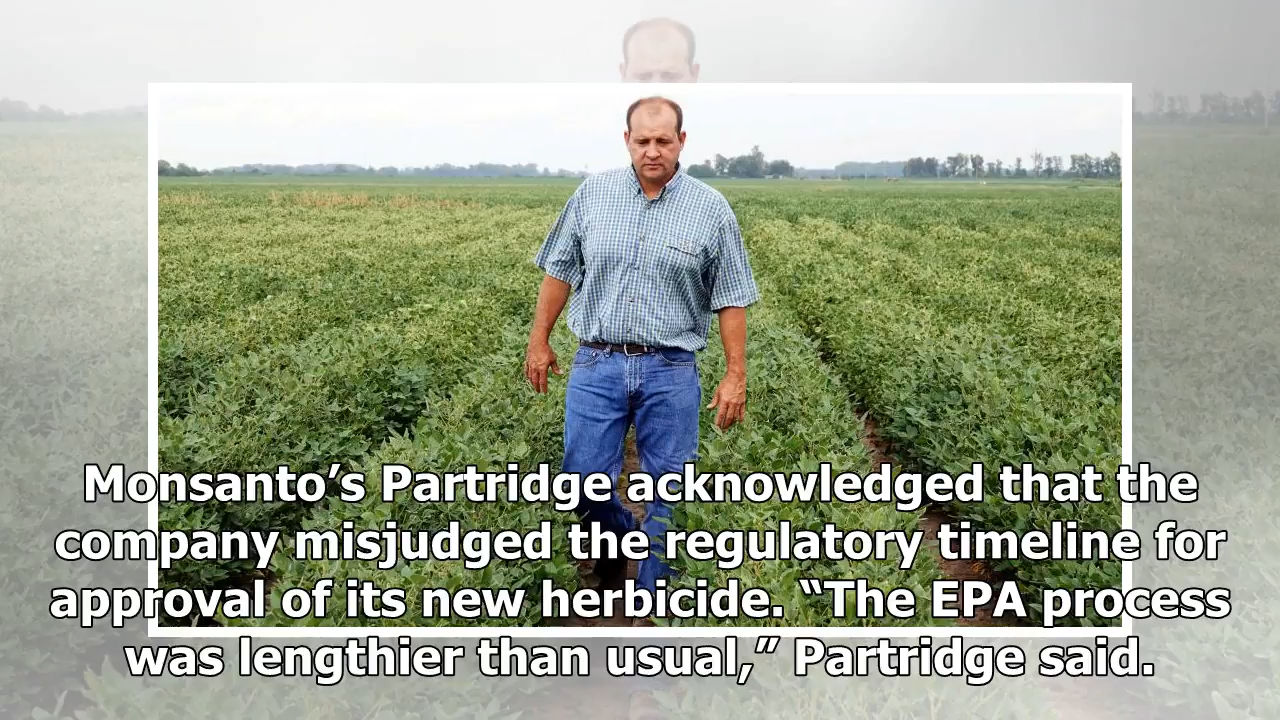 Monsanto’s Partridge acknowledged that the
company misjudged the regulatory timeline for
approval of its new herbicide. “The EPA process
was lengthier than usual,” Partridge said.